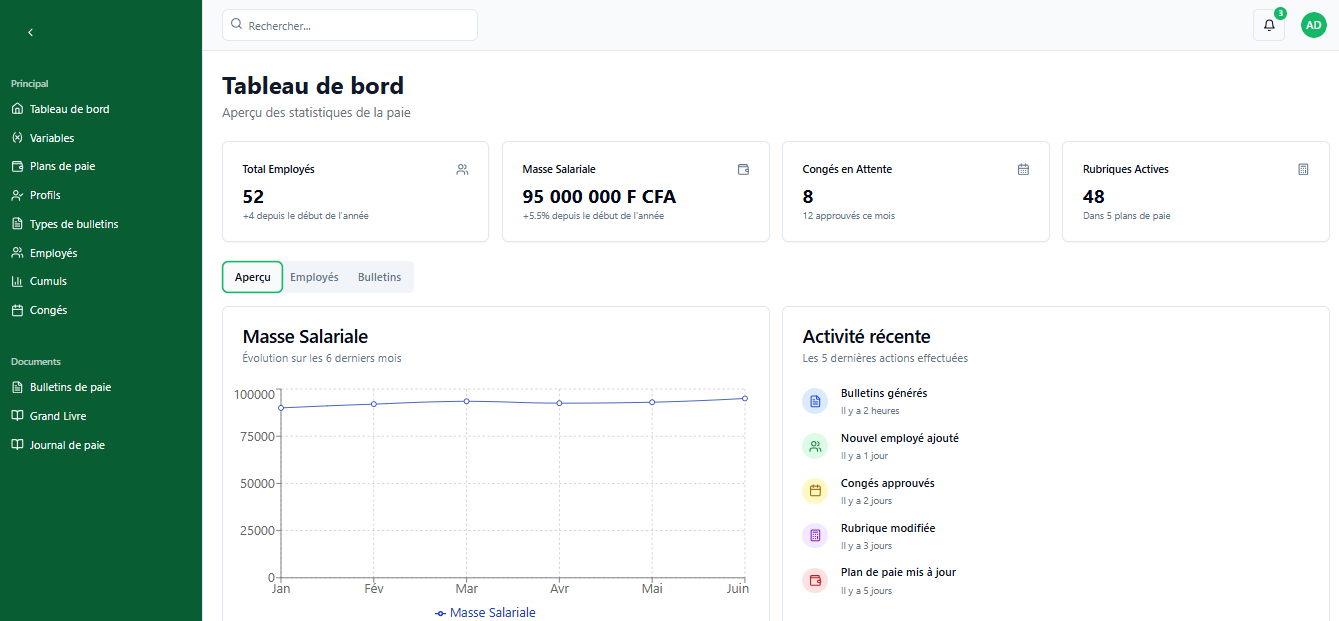 Rechercher...
3
AD
Principal
Tableau de bord
Variables
Plans de paie
Profils
Types de bulletins
Employés
Cumuls
Congés
Documents
Bulletins de paie
Grand Livre
Journal de paie
Tableau de bord
Aperçu des statistiques de la paie
Total Employés
52
+4 depuis le début de l'année
Masse Salariale
95 000 000 F CFA
+5.5% depuis le début de l'année
Congés en Attente
8
12 approuvés ce mois
Rubriques Actives
48
Dans 5 plans de paie
Aperçu Employés Bulletins
Masse Salariale
Évolution sur les 6 derniers mois
100000
75000
50000
25000
0
Jan Fév Mar Avr Mai Juin
Masse Salariale
Activité récente
Les 5 dernières actions effectuées
Bulletins générés
Il y a 2 heures
Nouvel employé ajouté
Il y a 1 jour
Congés approuvés
Il y a 2 jours
Rubrique modifiée
Il y a 3 jours
Plan de paie mis à jour
Il y a 5 jours